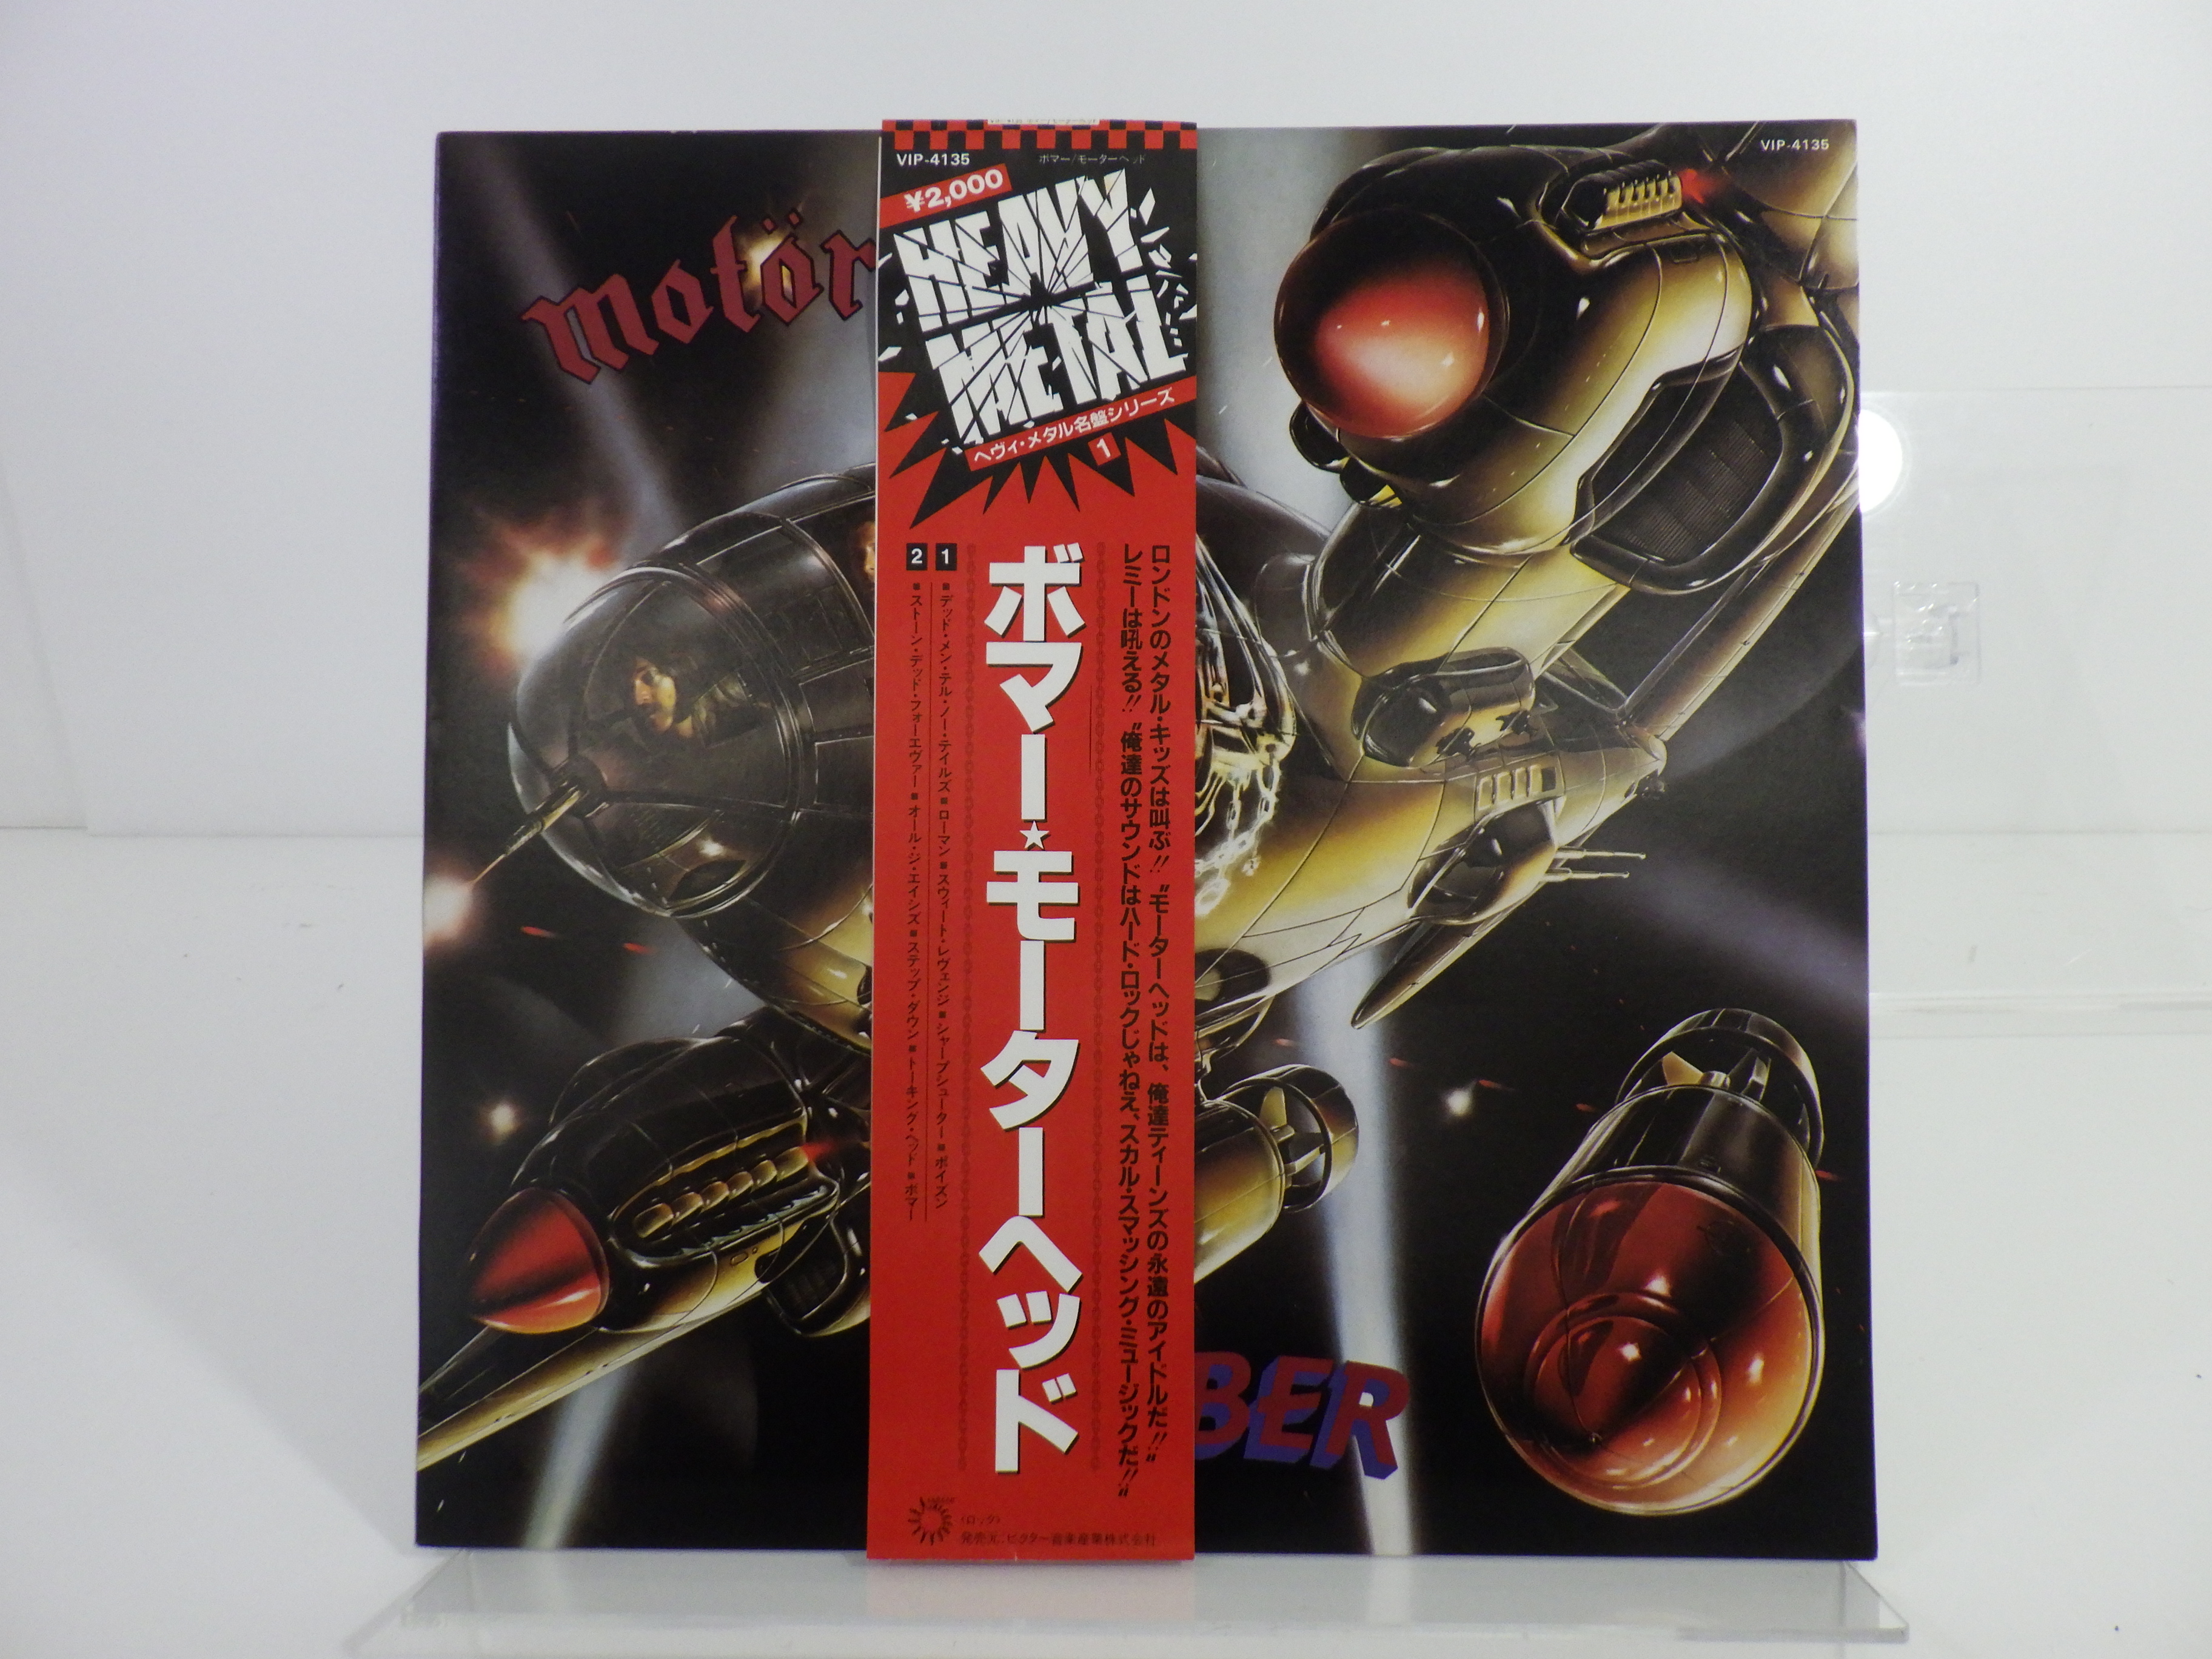 VIP-4135
VIP-4135
ボマー/モーターヘッド
¥2,000
HEAVY
METAL
ヘヴィ・メタル名盤シリーズ
1
Motör
ロンドンのメタル・キッズは叫ぶ!! “モーターヘッドは、俺達ティーンズの永遠のアイドルだ!!”
レミーは吼える!! “俺達のサウンドはハード・ロックじゃねえ、スカル・スマッシング・ミュージックだ!!”
ボマー★モーターヘッド
1 ■デッド・メン・テル・ノー・テイルズ■ローマン■スウィート・レヴェンジ■シャープシューター■ポイズン
2 ■ストーン・デッド・フォーエヴァー■オール・ジ・エイシズ■ステップ・ダウン■トーキング・ヘッド■ボマー
BER
〈ロック〉
発売元:ビクター音楽産業株式会社